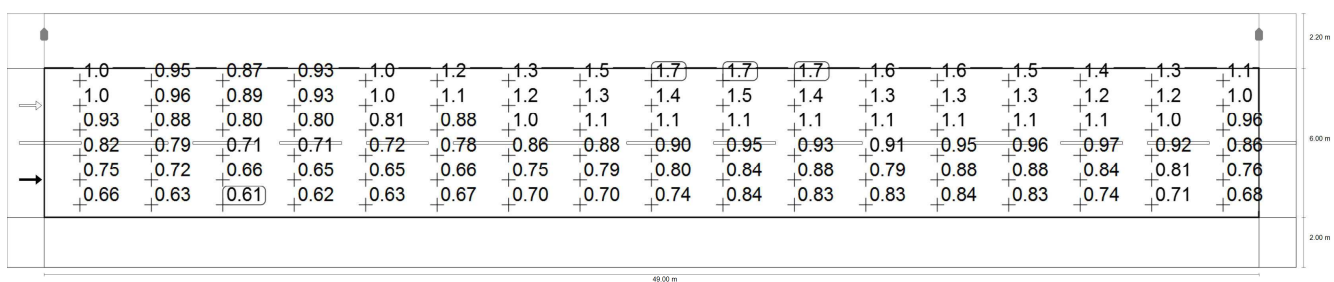 2.20 m
1.0 0.95 0.87 0.93 1.0 1.2 1.3 1.5 1.7 1.7 1.7 1.6 1.6 1.5 1.4 1.3 1.1
1.0 0.96 0.89 0.93 1.0 1.1 1.2 1.3 1.4 1.5 1.4 1.3 1.3 1.3 1.2 1.2 1.0
0.93 0.88 0.80 0.80 0.81 0.88 1.0 1.1 1.1 1.1 1.1 1.1 1.1 1.1 1.1 1.0 0.96
0.82 0.79 0.71 0.71 0.72 0.78 0.86 0.88 0.90 0.95 0.93 0.91 0.95 0.96 0.97 0.92 0.86
6.00 m
0.75 0.72 0.66 0.65 0.65 0.66 0.75 0.79 0.80 0.84 0.88 0.79 0.88 0.88 0.84 0.81 0.76
0.66 0.63 0.61 0.62 0.63 0.67 0.70 0.70 0.74 0.84 0.83 0.83 0.84 0.83 0.74 0.71 0.68
2.00 m
49.00 m